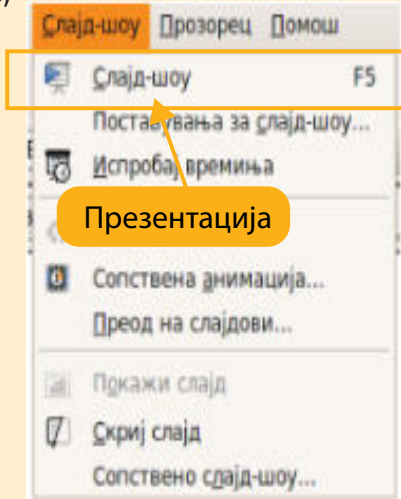 Слајд-шоу Прозорец Помош
Слајд-шоу F5
Поставувања за слајд-шоу...
Испробај времиња
Презентација
Сопствена анимација...
Преод на слајдови...
Покажи слајд
Скриј слајд
Сопствено слајд-шоу...